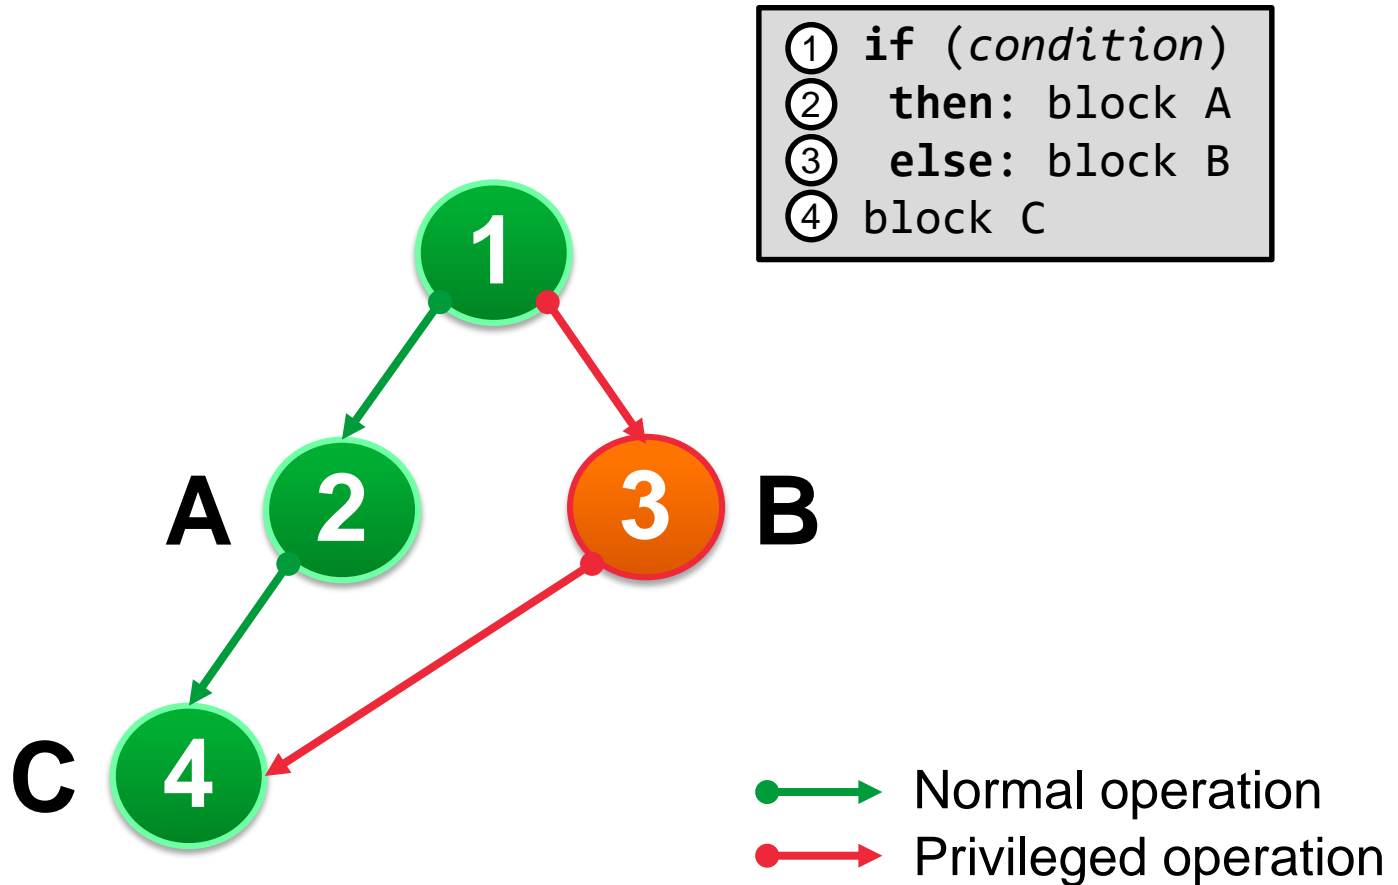 ① if (condition)
② then: block A
③ else: block B
④ block C
1
A 2 3 B
C 4
Normal operation
Privileged operation